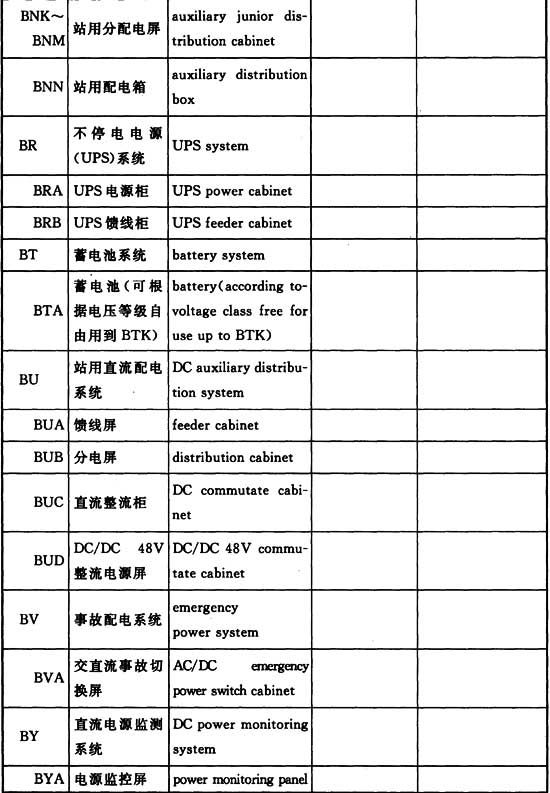 BNK～ 站用分配电屏 auxiliary junior dis-
BNM tribution cabinet
BNN 站用配电箱 auxiliary distribution
box
BR 不停电电源 UPS system
(UPS)系统
BRA UPS电源柜 UPS power cabinet
BRB UPS馈线柜 UPS feeder cabinet
BT 蓄电池系统 battery system
BTA 蓄电池(可根 battery(according to-
据电压等级自 voltage class free for
由用到 BTK) use up to BTK)
BU 站用直流配电 DC auxiliary distribu-
系统 tion system
BUA 馈线屏 feeder cabinet
BUB 分电屏 distribution cabinet
BUC 直流整流柜 DC commutate cabi-
net
BUD DC/DC 48V DC/DC 48V commu-
整流电源屏 tate cabinet
BV 事故配电系统 emergency
power system
BVA 交直流事故切 AC/DC emergency
换屏 power switch cabinet
BY 直流电源监测 DC power monitoring
系统 system
BYA 电源监控屏 power monitoring panel